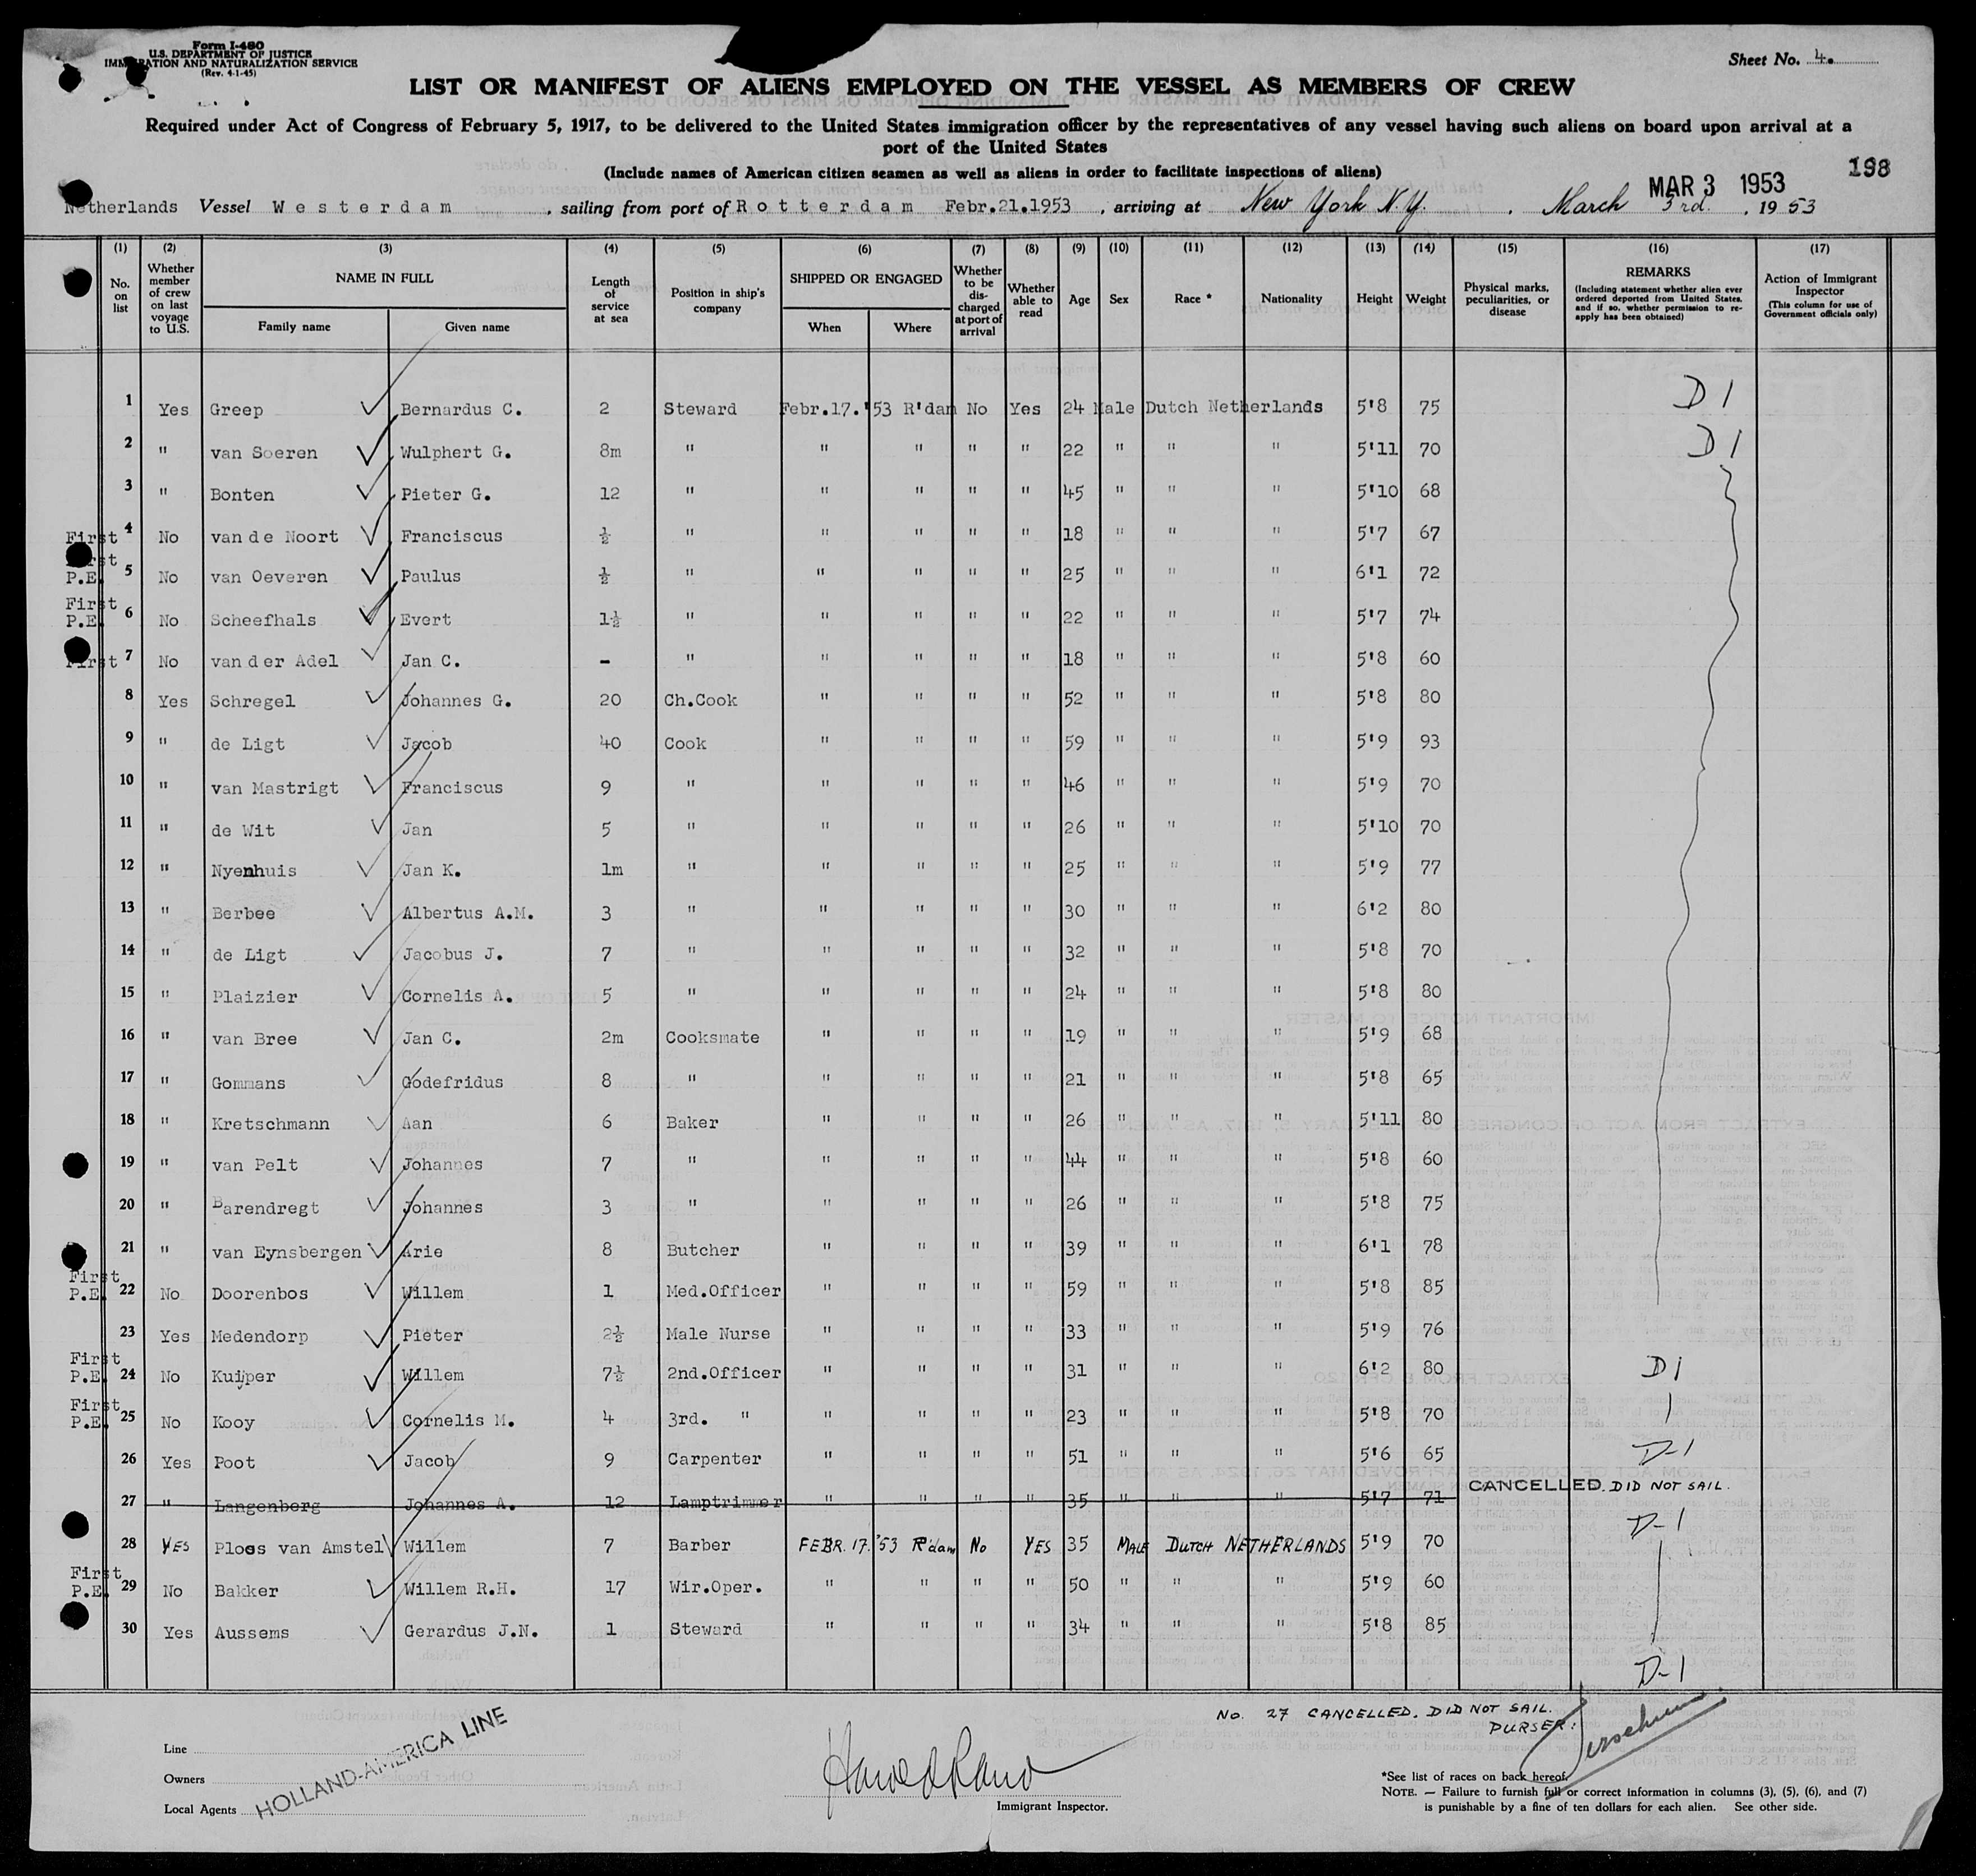 Form I-480
U.S. DEPARTMENT OF JUSTICE
IMMIGRATION AND NATURALIZATION SERVICE
(Rev. 4-1-45)
Sheet No. 4.
LIST OR MANIFEST OF ALIENS EMPLOYED ON THE VESSEL AS MEMBERS OF CREW
Required under Act of Congress of February 5, 1917, to be delivered to the United States immigration officer by the representatives of any vessel having such aliens on board upon arrival at a
port of the United States
(Include names of American citizen seamen as well as aliens in order to facilitate inspections of aliens)
198
MAR 3 1953
Netherlands Vessel Westerdam, sailing from port of Rotterdam Febr.21.1953, arriving at New York N.Y. March 3rd., 1953
(1) (2) (3) (4) (5) (6) (7) (8) (9) (10) (11) (12) (13) (14) (15) (16) (17)
No. on list
Whether member of crew on last voyage to U.S.
NAME IN FULL
Family name Given name
Length of service at sea
Position in ship's company
SHIPPED OR ENGAGED
When Where
Whether to be discharged at port of arrival
Whether able to read
Age Sex Race * Nationality Height Weight
Physical marks, peculiarities, or disease
REMARKS
(Including statement whether alien ever ordered deported from United States, and if so, whether permission to re-apply has been obtained)
Action of Immigrant Inspector
(This column for use of Government officials only)
1 Yes Greep Bernardus C. 2 Steward Febr.17.'53 R'dam No Yes 24 Male Dutch Netherlands 5'8 75 D 1
2 " van Soeren Wulphert G. 8m " " " " " 22 " " " 5'11 70 D 1
3 " Bonten Pieter G. 12 " " " " " 45 " " " 5'10 68
First 4 No van de Noort Franciscus ½ " " " " " 18 " " " 5'7 67
First P.E. 5 No van Oeveren Paulus ½ " " " " " 25 " " " 6'1 72
First P.E. 6 No Scheefhals Evert 1½ " " " " " 22 " " " 5'7 74
First 7 No van der Adel Jan C. - " " " " " 18 " " " 5'8 60
8 Yes Schregel Johannes G. 20 Ch.Cook " " " " 52 " " " 5'8 80
9 " de Ligt Jacob 40 Cook " " " " 59 " " " 5'9 93
10 " van Mastrigt Franciscus 9 " " " " " 46 " " " 5'9 70
11 " de Wit Jan 5 " " " " " 26 " " " 5'10 70
12 " Nyenhuis Jan K. 1m " " " " " 25 " " " 5'9 77
13 " Berbee Albertus A.M. 3 " " " " " 30 " " " 6'2 80
14 " de Ligt Jacobus J. 7 " " " " " 32 " " " 5'8 70
15 " Plaizier Cornelis A. 5 " " " " " 24 " " " 5'8 80
16 " van Bree Jan C. 2m Cooksmate " " " " 19 " " " 5'9 68
17 " Gommans Godefridus 8 " " " " " 21 " " " 5'8 65
18 " Kretschmann Aan 6 Baker " " " " 26 " " " 5'11 80
19 " van Pelt Johannes 7 " " " " " 44 " " " 5'8 60
20 " Barendregt Johannes 3 " " " " " 26 " " " 5'8 75
21 " van Eynsbergen Arie 8 Butcher " " " " 39 " " " 6'1 78
First P.E. 22 No Doorenbos Willem 1 Med.Officer " " " " 59 " " " 5'8 85
23 Yes Medendorp Pieter 2½ Male Nurse " " " " 33 " " " 5'9 76
First P.E. 24 No Kuijper Willem 7½ 2nd.Officer " " " " 31 " " " 6'2 80 D 1
First P.E. 25 No Kooy Cornelis M. 4 3rd. " " " " " 23 " " " 5'8 70
26 Yes Poot Jacob 9 Carpenter " " " " 51 " " " 5'6 65 D-1
27 " Langenberg Johannes A. 12 Lamptrimmer " " " " 35 " " " 5'7 71 CANCELLED. DID NOT SAIL.
28 YES Ploos van Amstel Willem 7 Barber FEBR. 17.'53 R'dam No YES 35 MALE DUTCH NETHERLANDS 5'9 70 D-1
First P.E. 29 No Bakker Willem R.H. 17 Wir.Oper. " " " " 50 " " " 5'9 60
30 Yes Aussems Gerardus J.N. 1 Steward " " " " 34 " " " 5'8 85
D-1
No. 27 CANCELLED. DID NOT SAIL.
PURSER:
Line
Owners
Local Agents
HOLLAND-AMERICA LINE
Immigrant Inspector.
*See list of races on back hereof.
NOTE. — Failure to furnish full or correct information in columns (3), (5), (6), and (7)
is punishable by a fine of ten dollars for each alien. See other side.